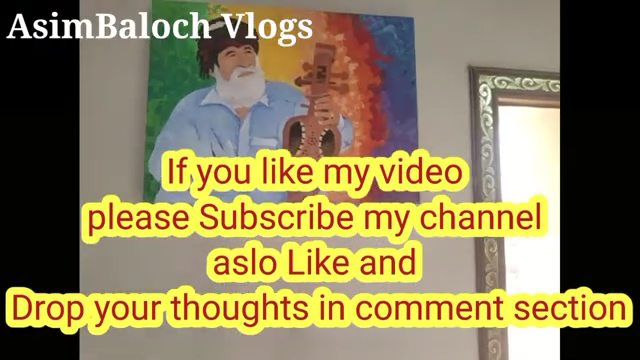 AsimBaloch Vlogs
If you like my video
please Subscribe my channel
aslo Like and
Drop your thoughts in comment section